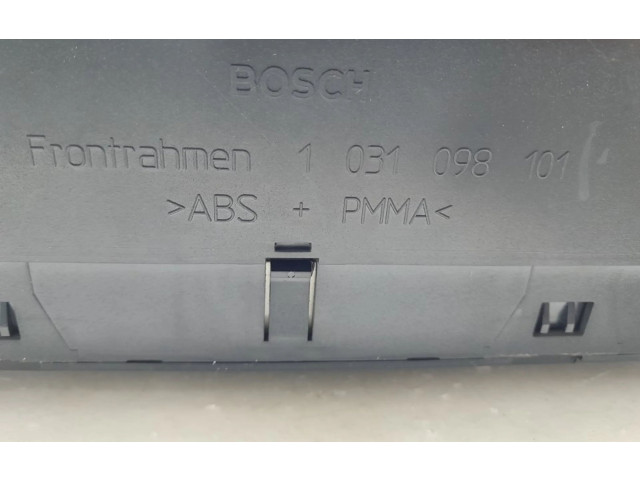 BOSCH
Frontrahmen 1 031 098 101
>ABS + PMMA<